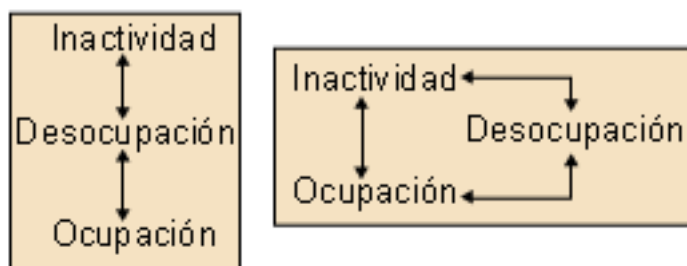 Inactividad
Desocupación
Ocupación
Inactividad
Desocupación
Ocupación